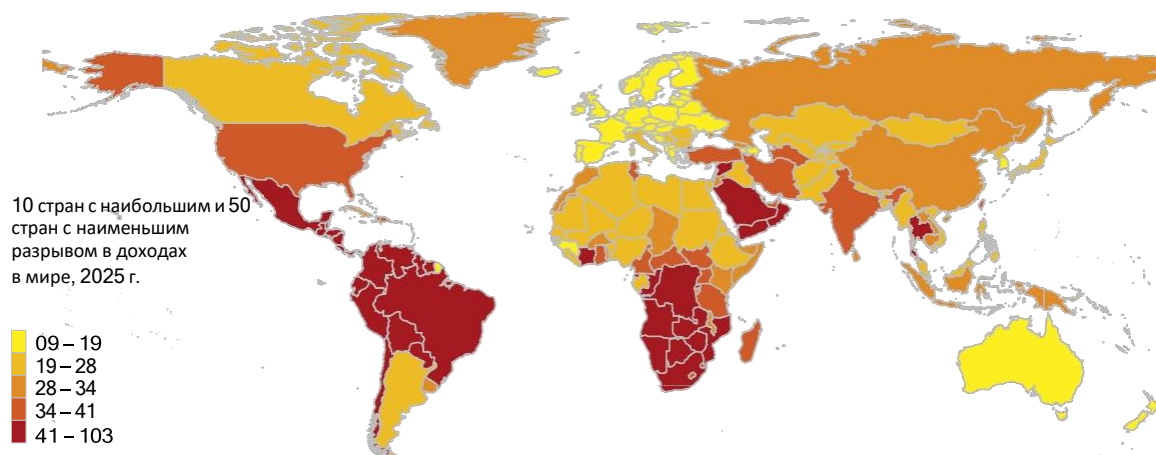 10 стран с наибольшим и 50
стран с наименьшим
разрывом в доходах
в мире, 2025 г.
09 – 19
19 – 28
28 – 34
34 – 41
41 – 103